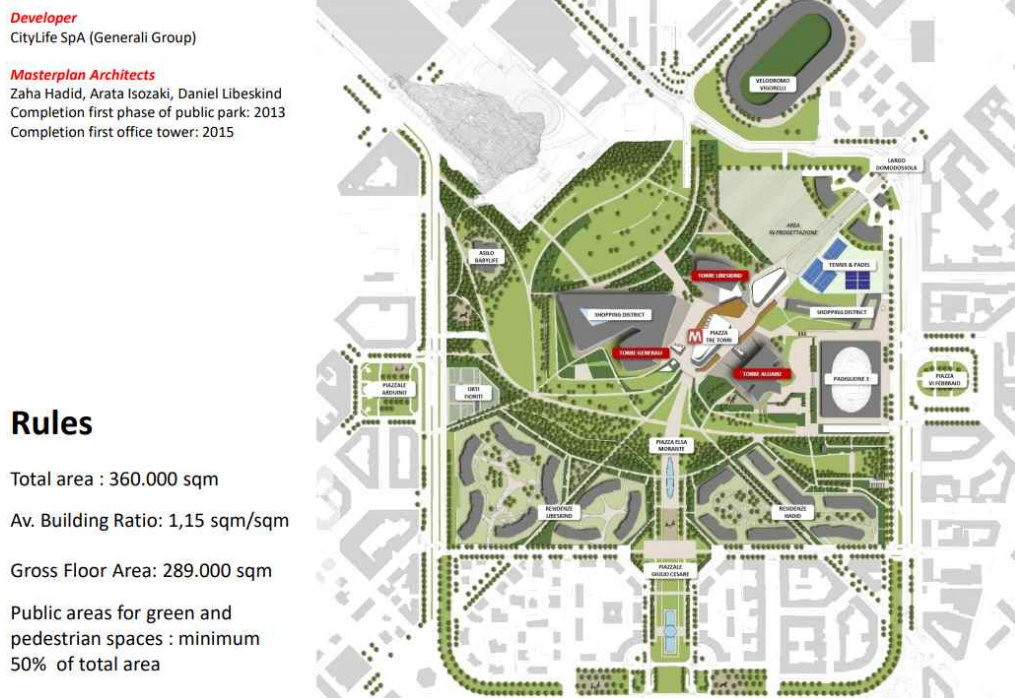 Developer
CityLife SpA (Generali Group)
Masterplan Architects
Zaha Hadid, Arata Isozaki, Daniel Libeskind
Completion first phase of public park: 2013
Completion first office tower: 2015
Rules
Total area : 360.000 sqm
Av. Building Ratio: 1,15 sqm/sqm
Gross Floor Area: 289.000 sqm
Public areas for green and
pedestrian spaces : minimum
50% of total area
VELODROMO
VIGORELLI
LARGO
DOMODOSSOLA
AREA
IN PROGETTAZIONE
ASILO
BABYLIFE
TENNIS & PADEL
TORRE LIBESKIND
SHOPPING DISTRICT
SHOPPING DISTRICT
M
PIAZZA
TRE TORRI
TORRE GENERALI
TORRE ALLIANZ
PADIGLIONE 3
PIAZZA
VI FEBBRAIO
PIAZZALE
ARDUINO
ORTI
FIORITI
PIAZZA ELSA
MORANTE
RESIDENZE
LIBESKIND
RESIDENZE
HADID
PIAZZALE
GIULIO CESARE